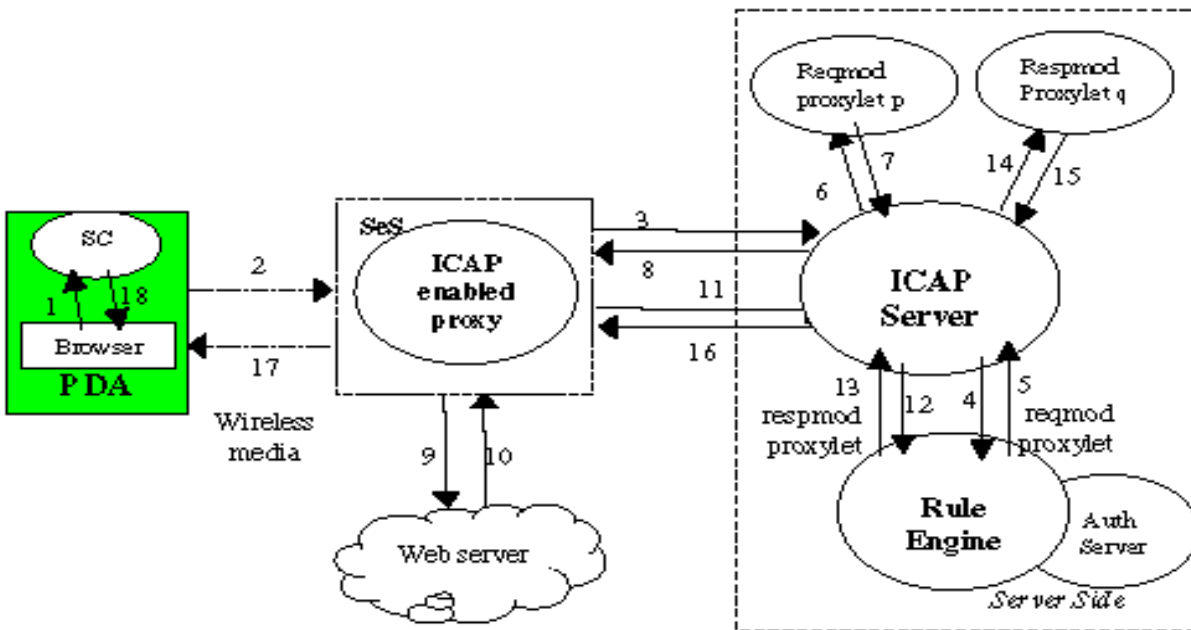 Reqmod
proxylet p
Respmod
Proxylet q
6
7
14
15
SC
1
18
Browser
PDA
2
17
Wireless
media
SeS
ICAP
enabled
proxy
3
8
11
16
ICAP
Server
9
10
Web server
13
respmod
proxylet
12
4
5
reqmod
proxylet
Rule
Engine
Auth
Server
Server Side